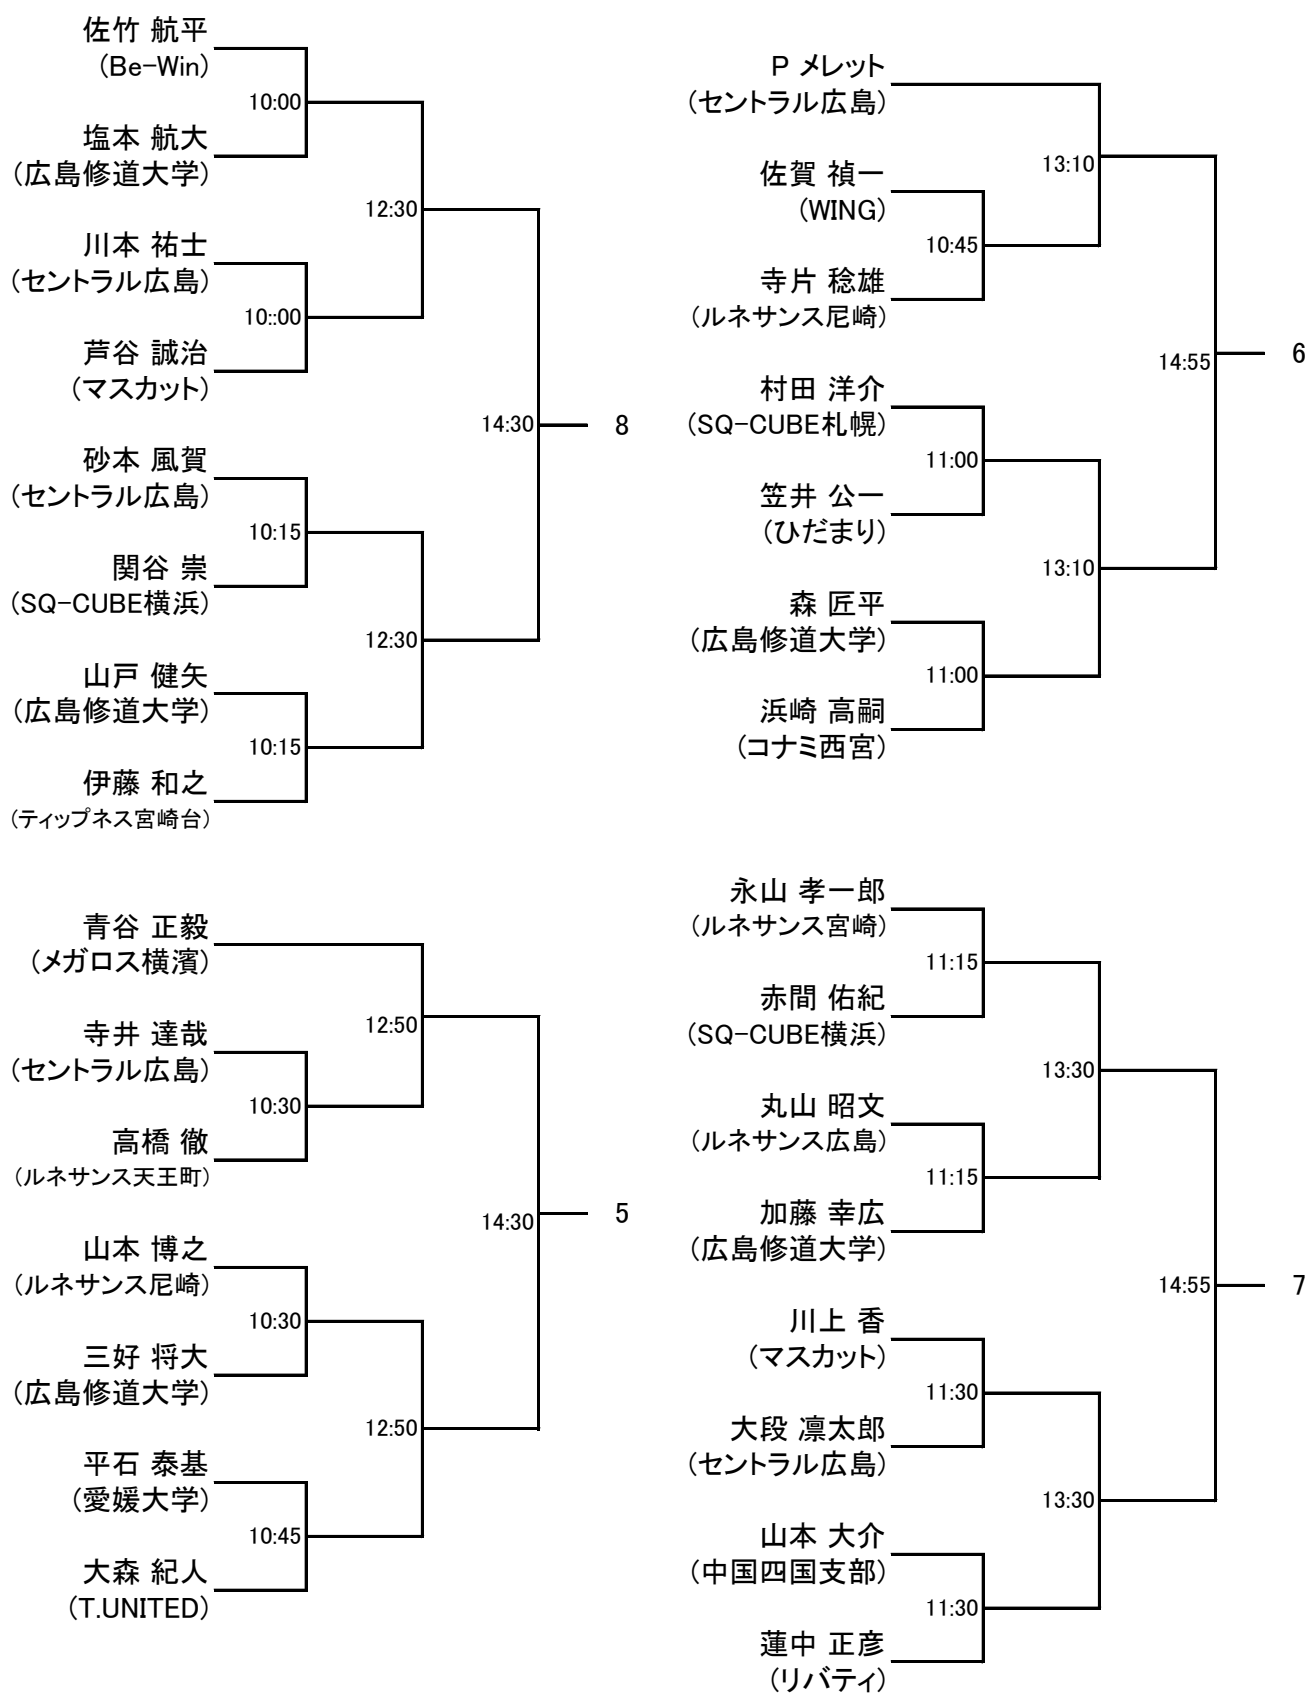 佐竹 航平
(Be-Win)
10:00
塩本 航大
(広島修道大学)
12:30
川本 祐士
(セントラル広島)
10::00
芦谷 誠治
(マスカット)
14:30
8
砂本 風賀
(セントラル広島)
10:15
関谷 崇
(SQ-CUBE横浜)
12:30
山戸 健矢
(広島修道大学)
10:15
伊藤 和之
(ティップネス宮崎台)
青谷 正毅
(メガロス横濱)
12:50
寺井 達哉
(セントラル広島)
10:30
高橋 徹
(ルネサンス天王町)
14:30
5
山本 博之
(ルネサンス尼崎)
10:30
三好 将大
(広島修道大学)
12:50
平石 泰基
(愛媛大学)
10:45
大森 紀人
(T.UNITED)
P メレット
(セントラル広島)
13:10
佐賀 禎一
(WING)
10:45
寺片 稔雄
(ルネサンス尼崎)
14:55
6
村田 洋介
(SQ-CUBE札幌)
11:00
笠井 公一
(ひだまり)
13:10
森 匠平
(広島修道大学)
11:00
浜崎 高嗣
(コナミ西宮)
永山 孝一郎
(ルネサンス宮崎)
11:15
赤間 佑紀
(SQ-CUBE横浜)
13:30
丸山 昭文
(ルネサンス広島)
11:15
加藤 幸広
(広島修道大学)
14:55
7
川上 香
(マスカット)
11:30
大段 凛太郎
(セントラル広島)
13:30
山本 大介
(中国四国支部)
11:30
蓮中 正彦
(リバティ)